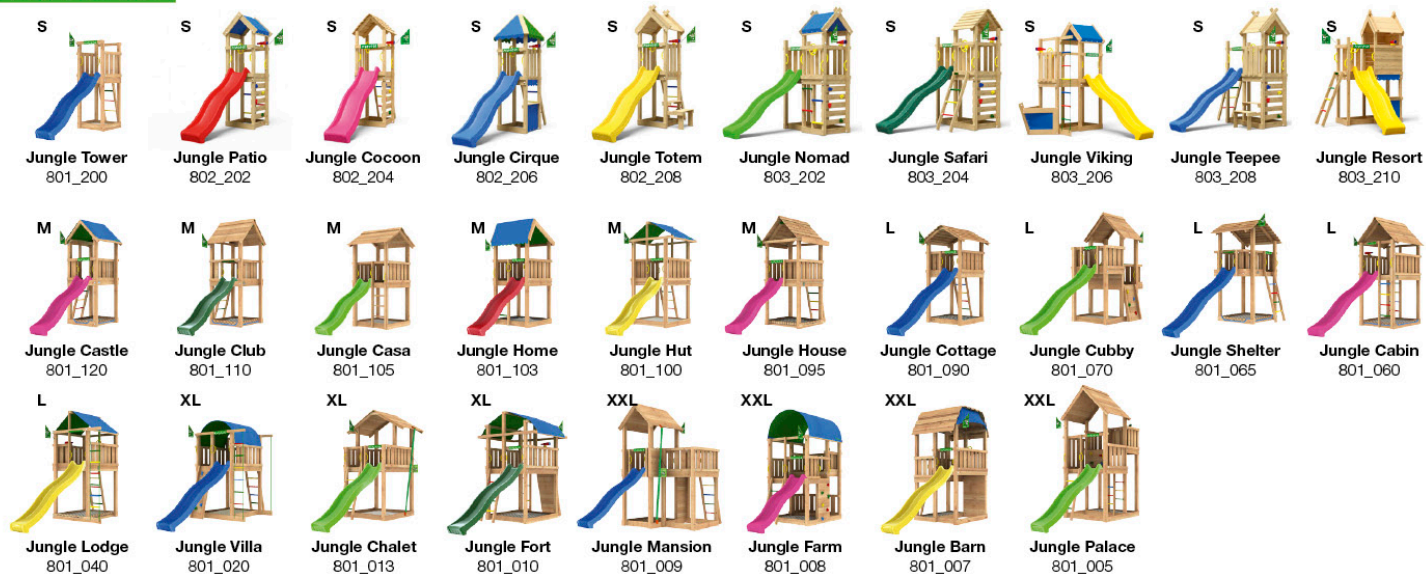 S S S S S S S S S S
Jungle Tower Jungle Patio Jungle Cocoon Jungle Cirque Jungle Totem Jungle Nomad Jungle Safari Jungle Viking Jungle Teepee Jungle Resort
801_200 802_202 802_204 802_206 802_208 803_202 803_204 803_206 803_208 803_210
M M M M M M L L L L
Jungle Castle Jungle Club Jungle Casa Jungle Home Jungle Hut Jungle House Jungle Cottage Jungle Cubby Jungle Shelter Jungle Cabin
801_120 801_110 801_105 801_103 801_100 801_095 801_090 801_070 801_065 801_060
L XL XL XL XXL XXL XXL XXL
Jungle Lodge Jungle Villa Jungle Chalet Jungle Fort Jungle Mansion Jungle Farm Jungle Barn Jungle Palace
801_040 801_020 801_013 801_010 801_009 801_008 801_007 801_005